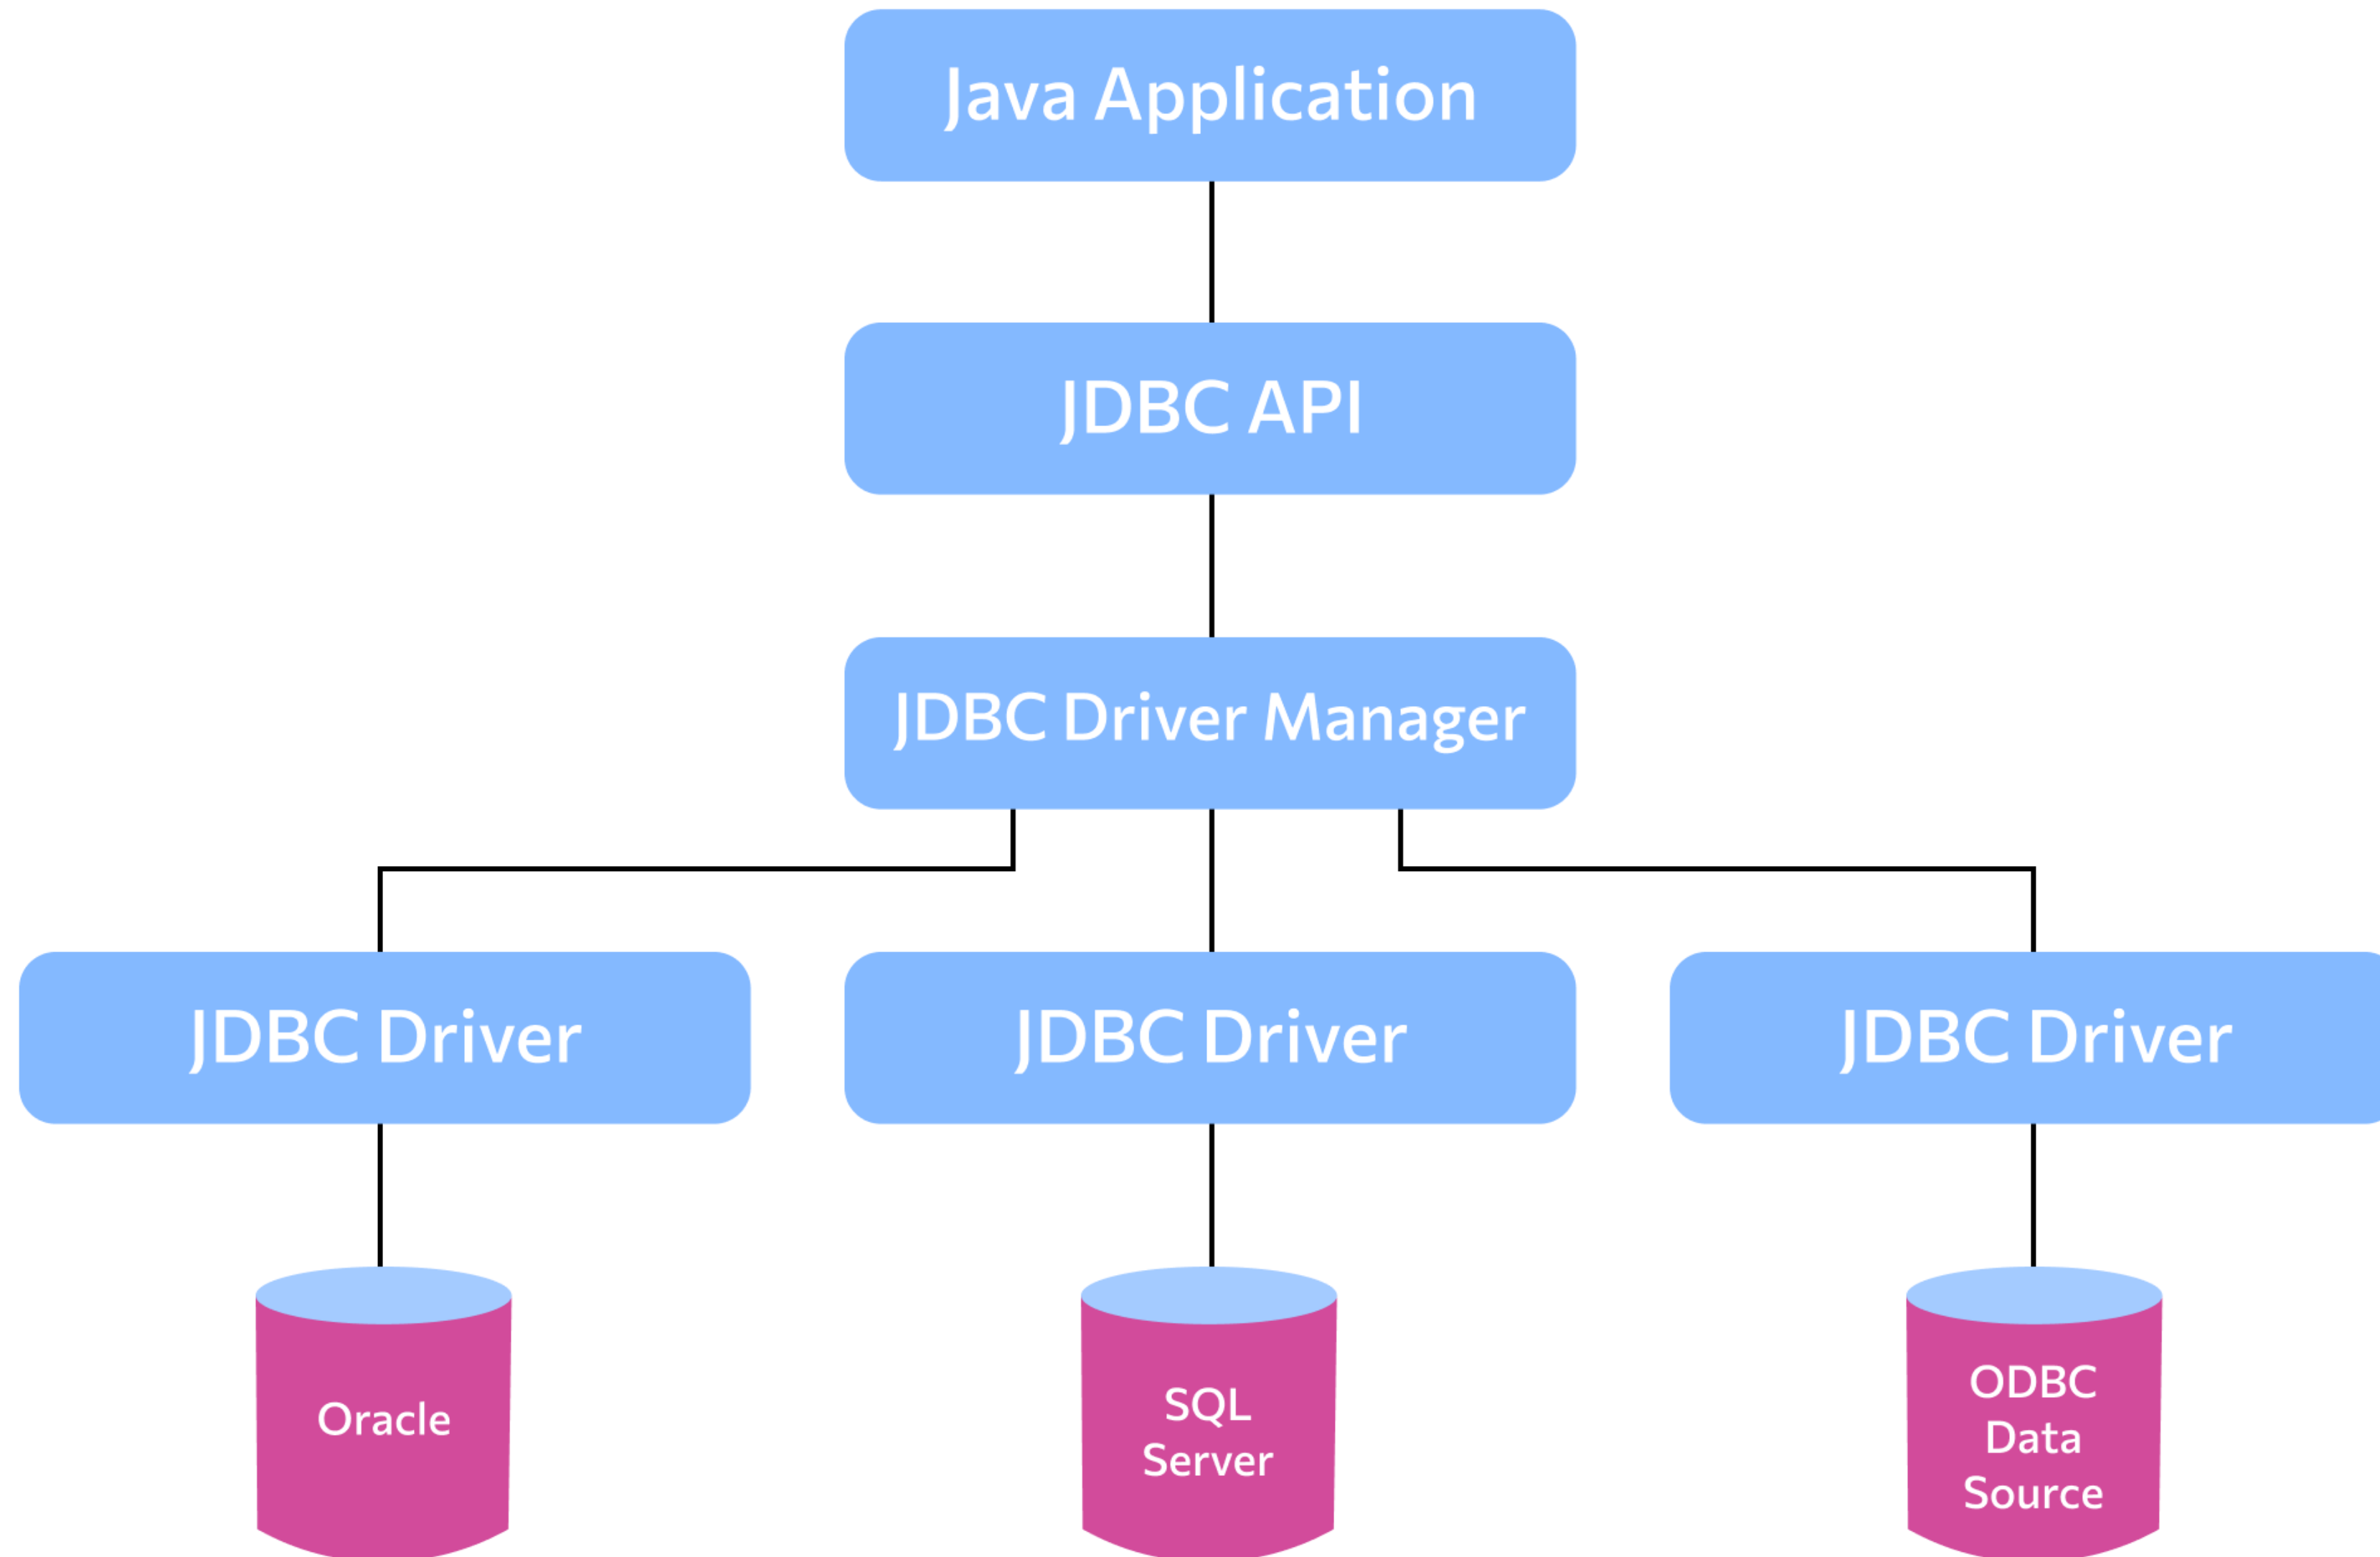 Java Application
JDBC API
JDBC Driver Manager
JDBC Driver
JDBC Driver
JDBC Driver
Oracle
SQL
Server
ODBC
Data
Source